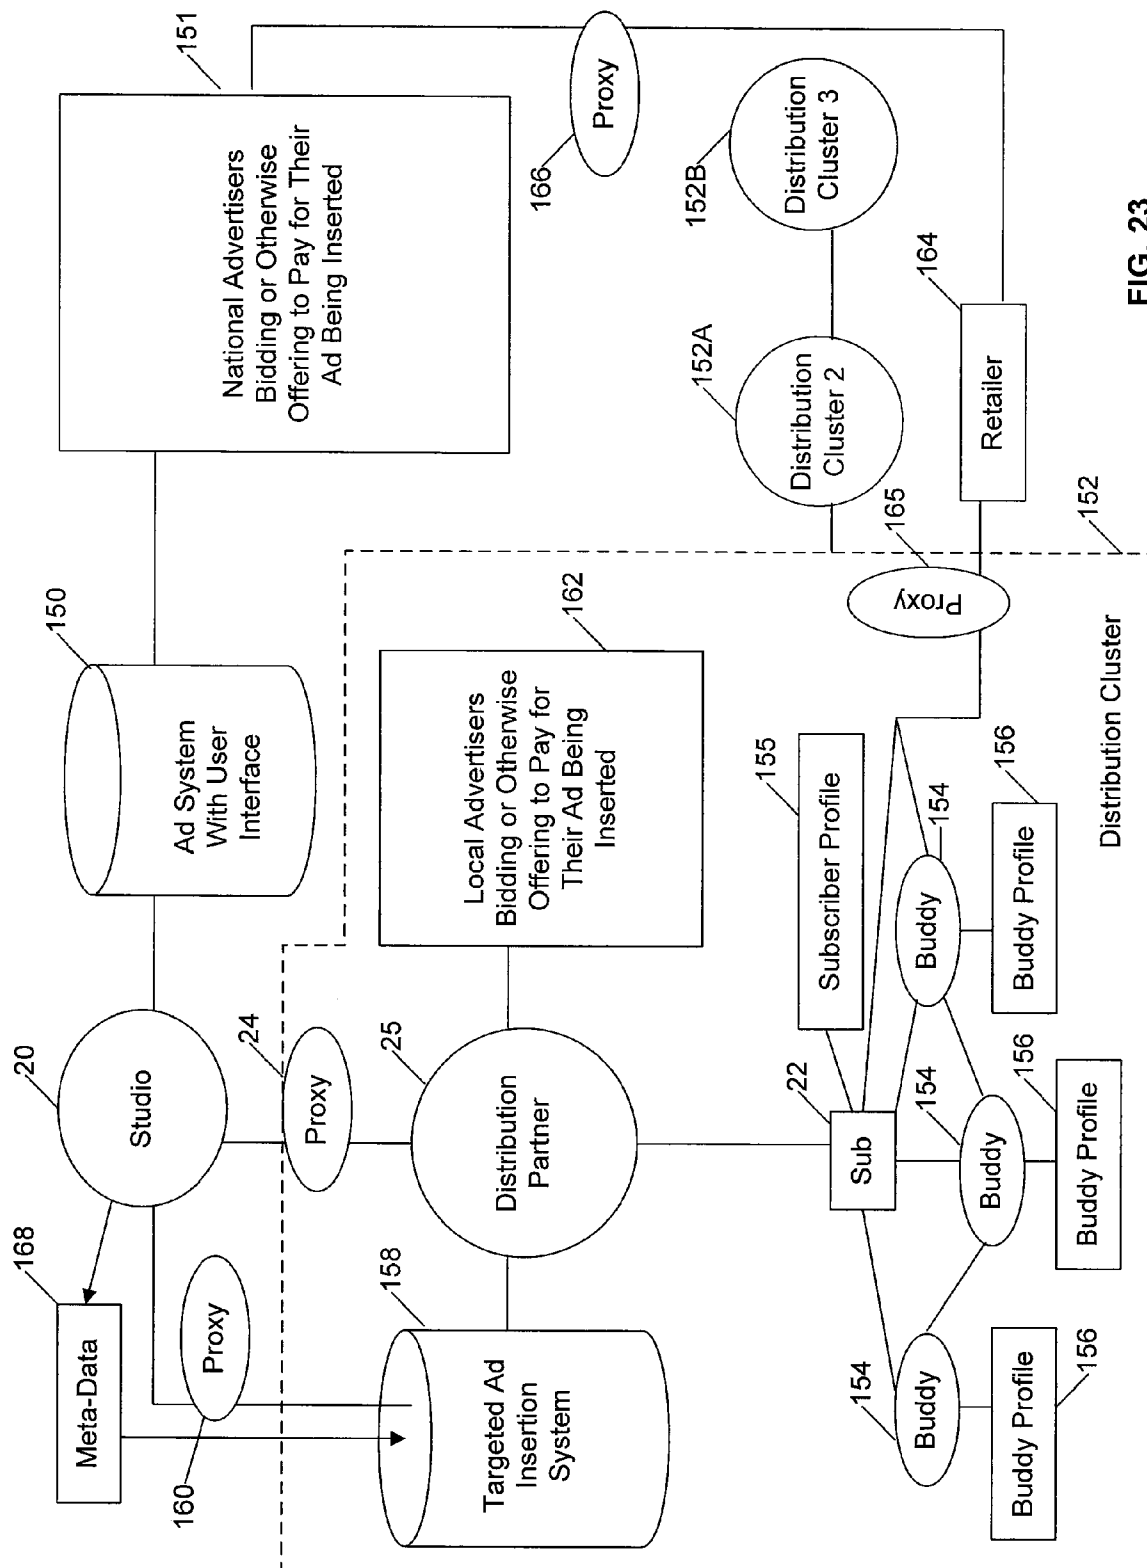 168
Meta-Data
20
Studio
150
Ad System
With User
Interface
151
National Advertisers
Bidding or Otherwise
Offering to Pay for Their
Ad Being Inserted
160
Proxy
24
Proxy
158
Targeted Ad
Insertion
System
25
Distribution
Partner
162
Local Advertisers
Bidding or Otherwise
Offering to Pay for
Their Ad Being
Inserted
166
Proxy
152A
Distribution
Cluster 2
152B
Distribution
Cluster 3
155
Subscriber Profile
22
Sub
165
Proxy
164
Retailer
154
Buddy
154
Buddy
154
Buddy
156
Buddy Profile
156
Buddy Profile
156
Buddy Profile
152
Distribution Cluster
FIG. 23